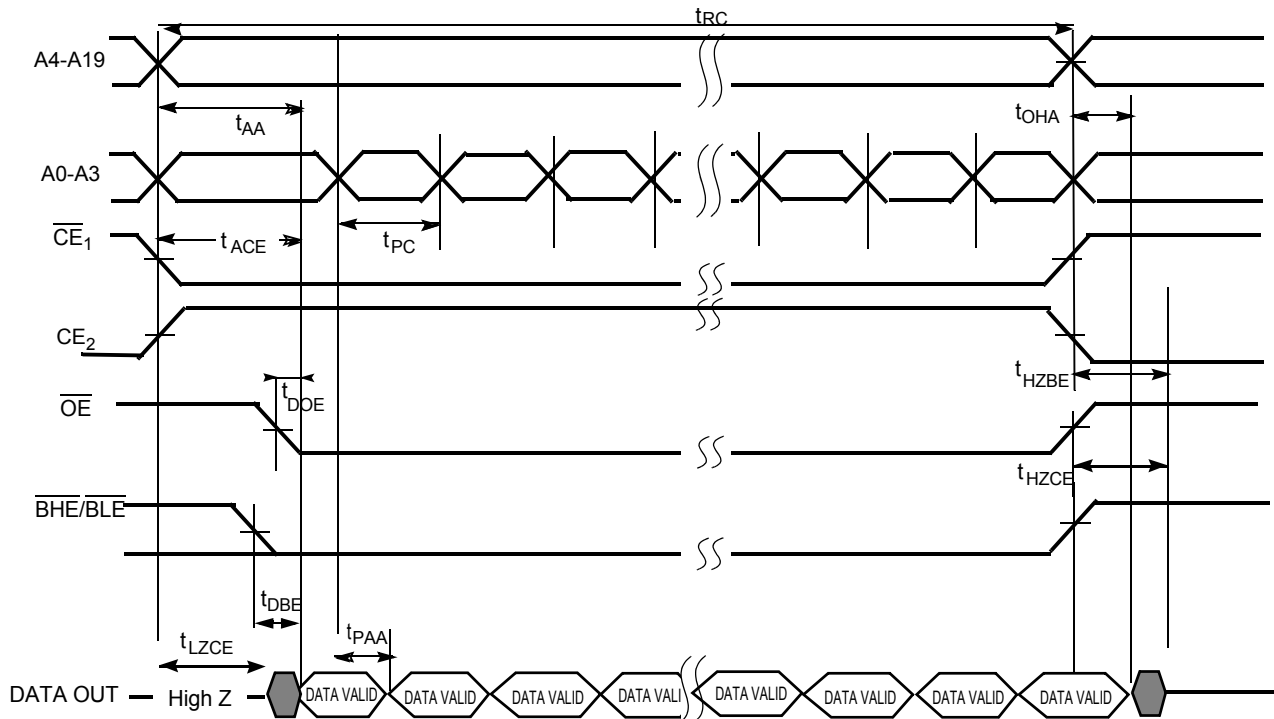 tRC
A4-A19
tAA
tOHA
A0-A3
CE1
tACE
tPC
CE2
tHZBE
tDOE
OE
tHZCE
BHE/BLE
tDBE
tLZCE
tPAA
DATA OUT High Z DATA VALID DATA VALID DATA VALID DATA VALI DATA VALID DATA VALID DATA VALID DATA VALID